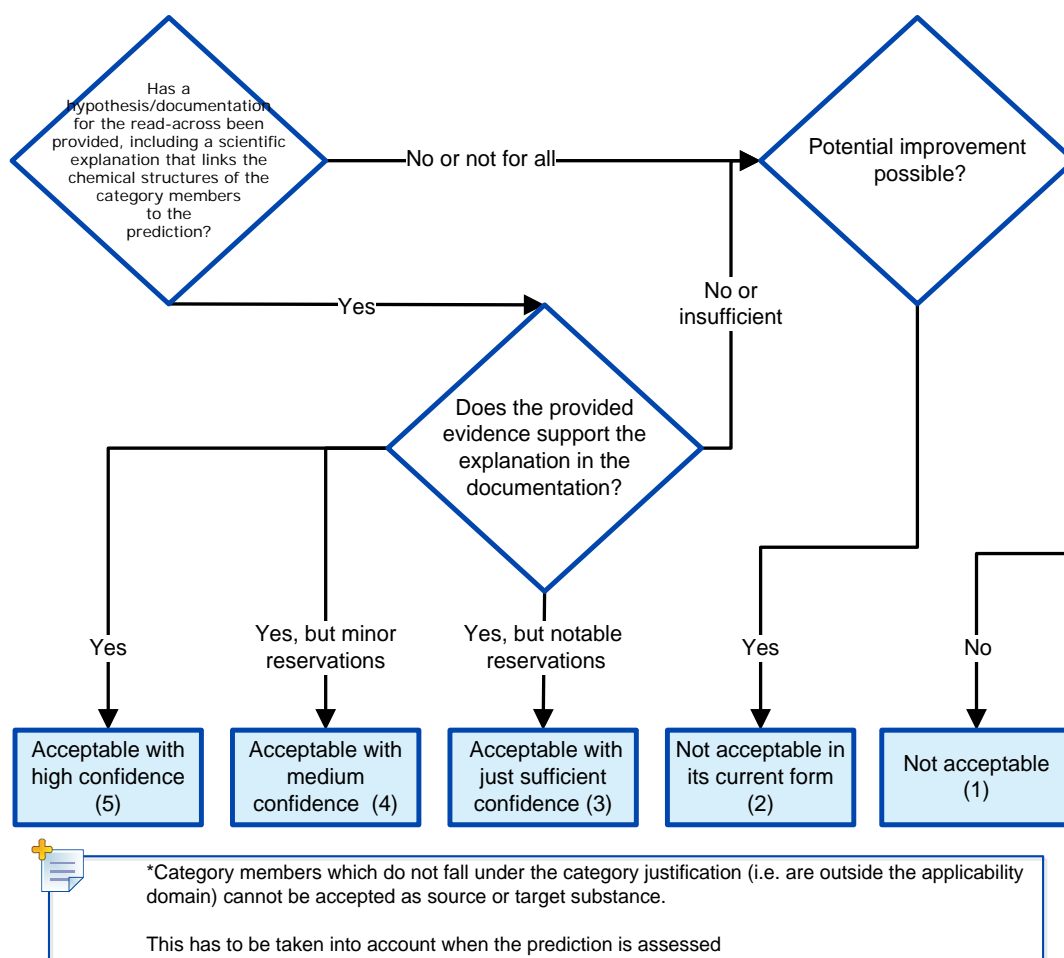 Has a
hypothesis/documentation
for the read-across been
provided, including a scientific
explanation that links the
chemical structures of the
category members
to the
prediction?
No or not for all
Potential improvement
possible?
Yes
No or
insufficient
Does the provided
evidence support the
explanation in the
documentation?
Yes
Yes, but minor
reservations
Yes, but notable
reservations
Yes
No
Acceptable with
high confidence
(5)
Acceptable with
medium
confidence (4)
Acceptable with
just sufficient
confidence (3)
Not acceptable in
its current form
(2)
Not acceptable
(1)
*Category members which do not fall under the category justification (i.e. are outside the applicability
domain) cannot be accepted as source or target substance.
This has to be taken into account when the prediction is assessed